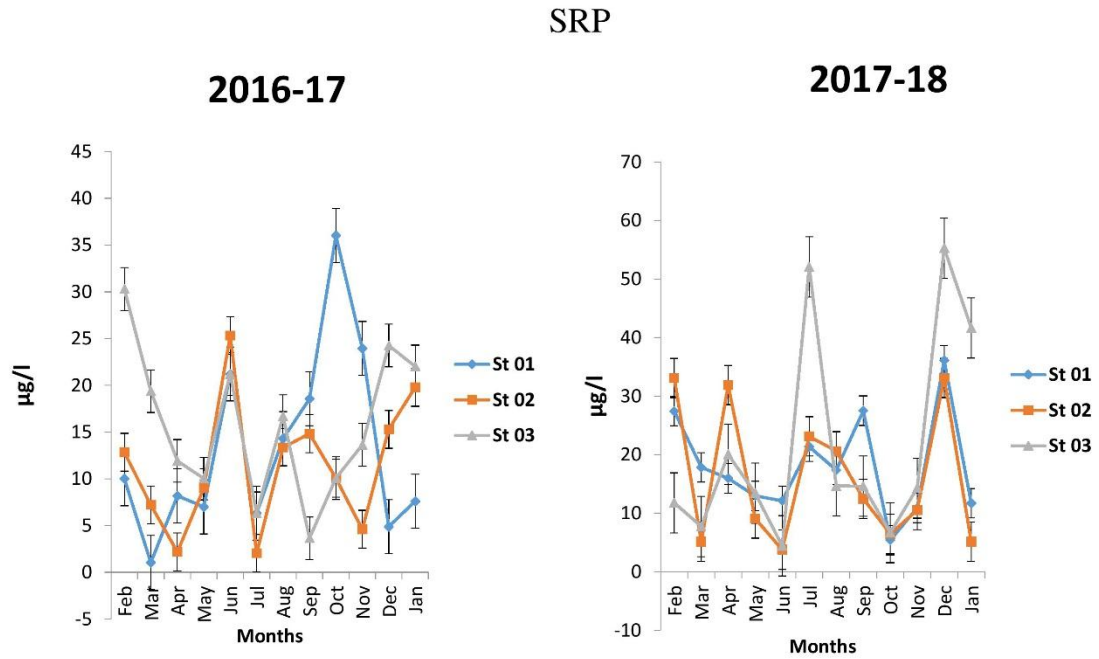 SRP
2016-17
45
40
35
30
25
20
15
10
5
0
-5
µg/l
Feb
Mar
Apr
May
Jun
Jul
Aug
Sep
Oct
Nov
Dec
Jan
Months
St 01
St 02
St 03
2017-18
70
60
50
40
30
20
10
0
-10
µg/l
Feb
Mar
Apr
May
Jun
Jul
Aug
Sep
Oct
Nov
Dec
Jan
Months
St 01
St 02
St 03